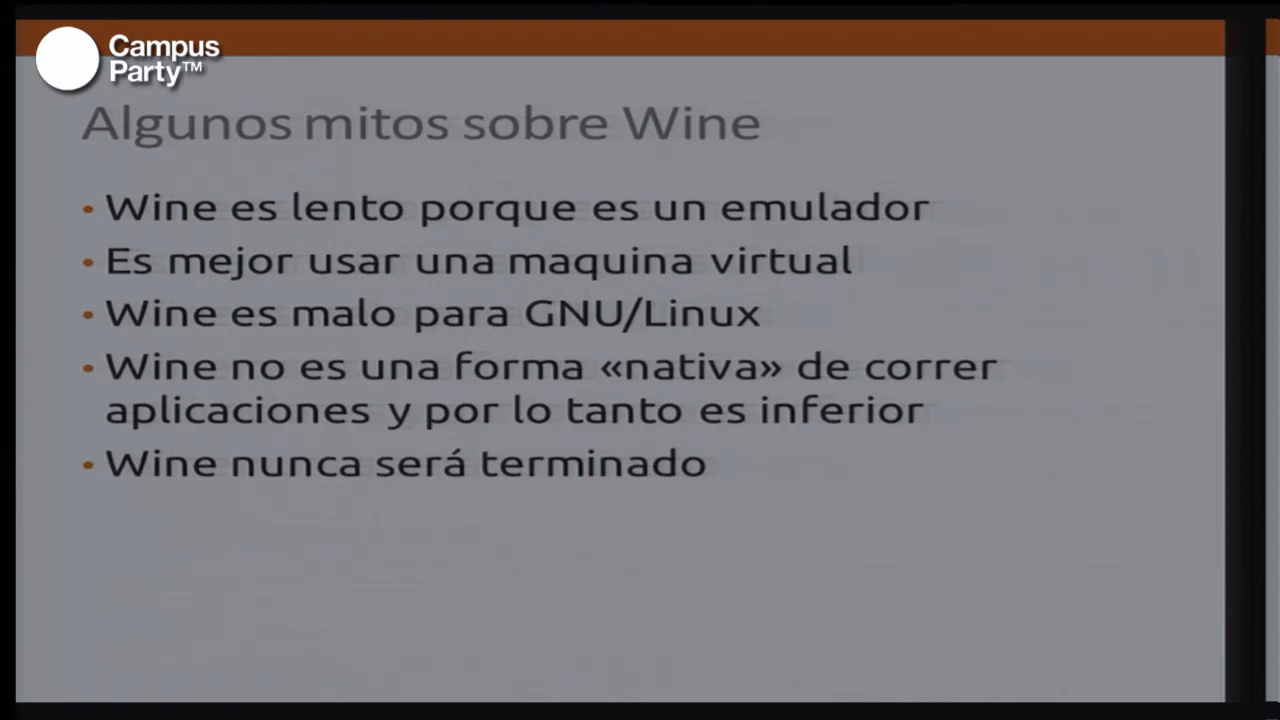 Campus
Party™
Algunos mitos sobre Wine
• Wine es lento porque es un emulador
• Es mejor usar una maquina virtual
• Wine es malo para GNU/Linux
• Wine no es una forma «nativa» de correr
aplicaciones y por lo tanto es inferior
• Wine nunca será terminado